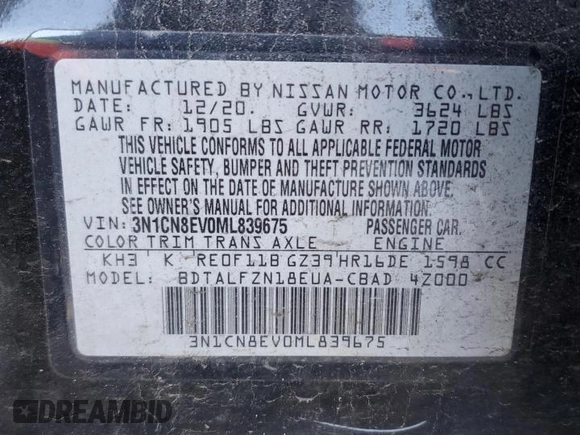 MANUFACTURED BY NISSAN MOTOR CO., LTD.
DATE: 12/20. GVWR: 3624 LBS
GAWR FR: 1905 LBS GAWR RR: 1720 LBS
THIS VEHICLE CONFORMS TO ALL APPLICABLE FEDERAL MOTOR
VEHICLE SAFETY, BUMPER AND THEFT PREVENTION STANDARDS
IN EFFECT ON THE DATE OF MANUFACTURE SHOWN ABOVE.
SEE OWNER'S MANUAL FOR ADDITIONAL INFORMATION.
VIN: 3N1CN8EV0ML839675 PASSENGER CAR.
COLOR TRIM TRANS AXLE ENGINE
KH3 K RE0F11B GZ39 HR16DE 1598 CC
MODEL: BDTALFZN18EUA-CBAD 4Z000
3N1CN8EV0ML839675
DREAMBID